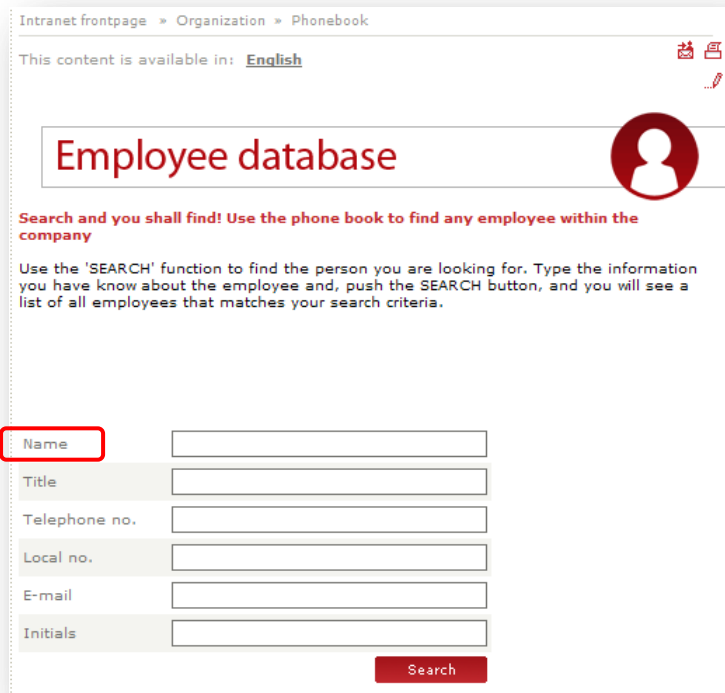 Intranet frontpage » Organization » Phonebook
This content is available in: English
Employee database
Search and you shall find! Use the phone book to find any employee within the
company
Use the 'SEARCH' function to find the person you are looking for. Type the information
you have know about the employee and, push the SEARCH button, and you will see a
list of all employees that matches your search criteria.
Name
Title
Telephone no.
Local no.
E-mail
Initials
Search